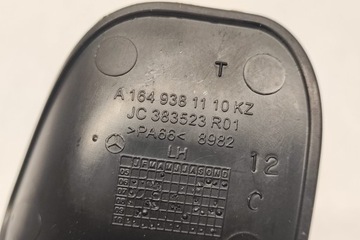 T
A 164 938 11 10 KZ
JC 383523 R01
>PA66< 8982
LH
12
J F M A M J J A S O N D
C